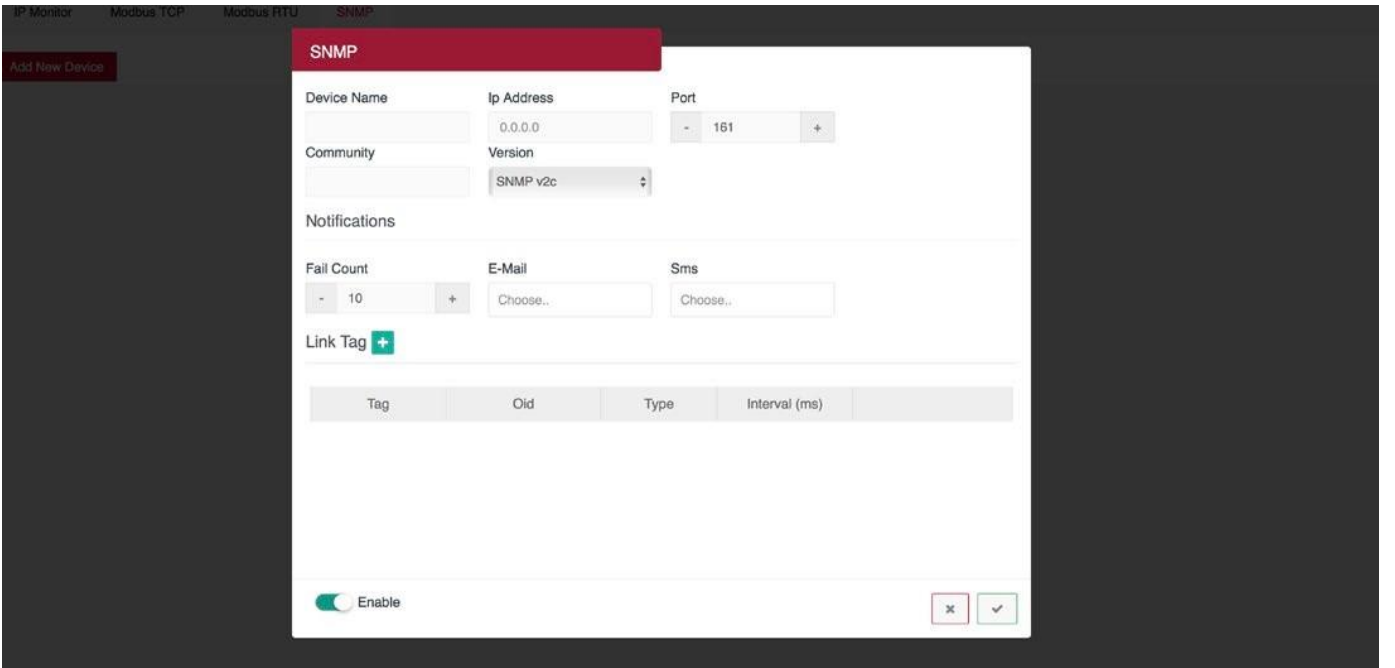 IP Monitor Modbus TCP Modbus RTU SNMP
Add New Device
SNMP
Device Name Ip Address Port
0.0.0.0 - 161 +
Community Version
SNMP v2c
Notifications
Fail Count E-Mail Sms
- 10 + Choose.. Choose..
Link Tag +
Tag Oid Type Interval (ms)
Enable